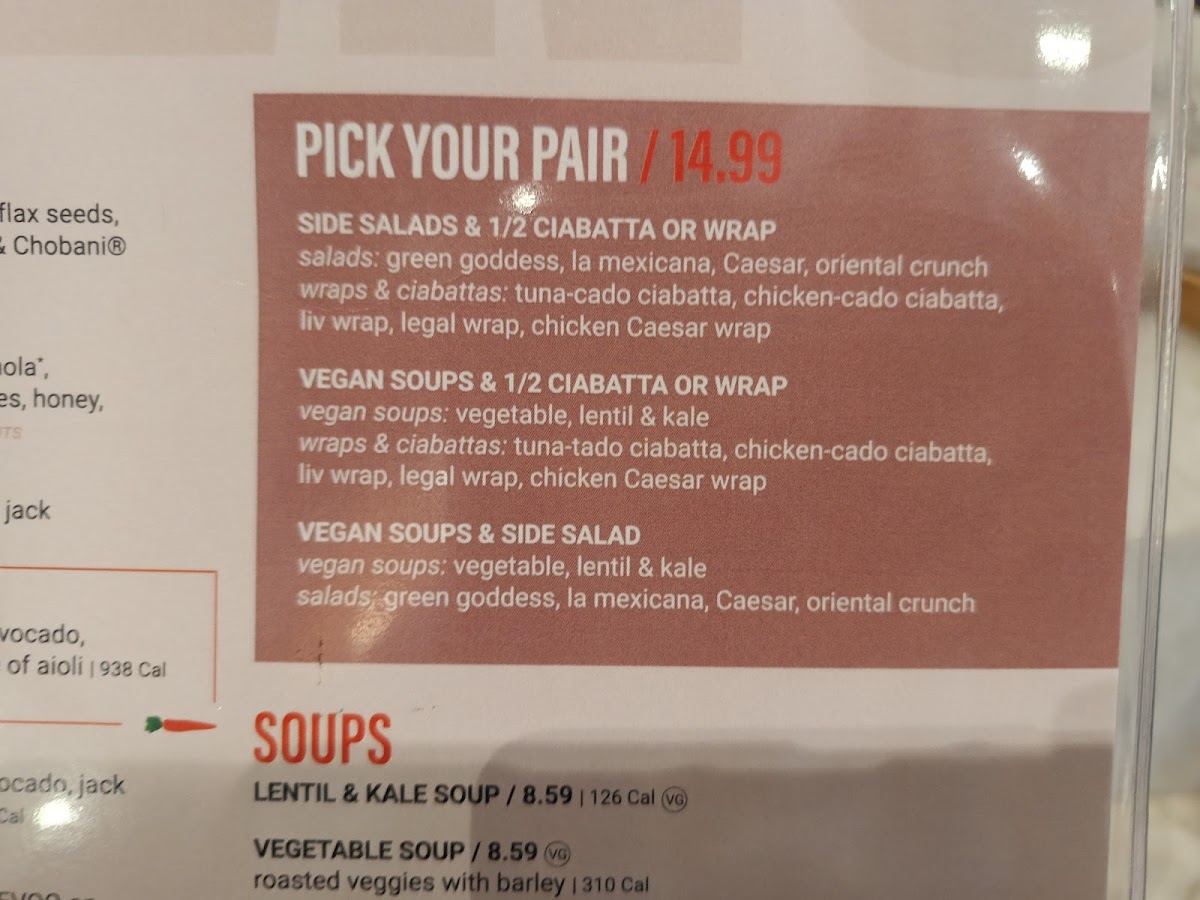 flax seeds,
& Chobani®
es, honey,
jack
of aioli | 938 Cal
jack
Cal
PICK YOUR PAIR / 14.99
SIDE SALADS & 1/2 CIABATTA OR WRAP
salads: green goddess, la mexicana, Caesar, oriental crunch
wraps & ciabattas: tuna-cado ciabatta, chicken-cado ciabatta,
liv wrap, legal wrap, chicken Caesar wrap
VEGAN SOUPS & 1/2 CIABATTA OR WRAP
vegan soups: vegetable, lentil & kale
wraps & ciabattas: tuna-tado ciabatta, chicken-cado ciabatta,
liv wrap, legal wrap, chicken Caesar wrap
VEGAN SOUPS & SIDE SALAD
vegan soups: vegetable, lentil & kale
salads: green goddess, la mexicana, Caesar, oriental crunch
SOUPS
LENTIL & KALE SOUP / 8.59 | 126 Cal VG
VEGETABLE SOUP / 8.59 VG
roasted veggies with barley | 310 Cal